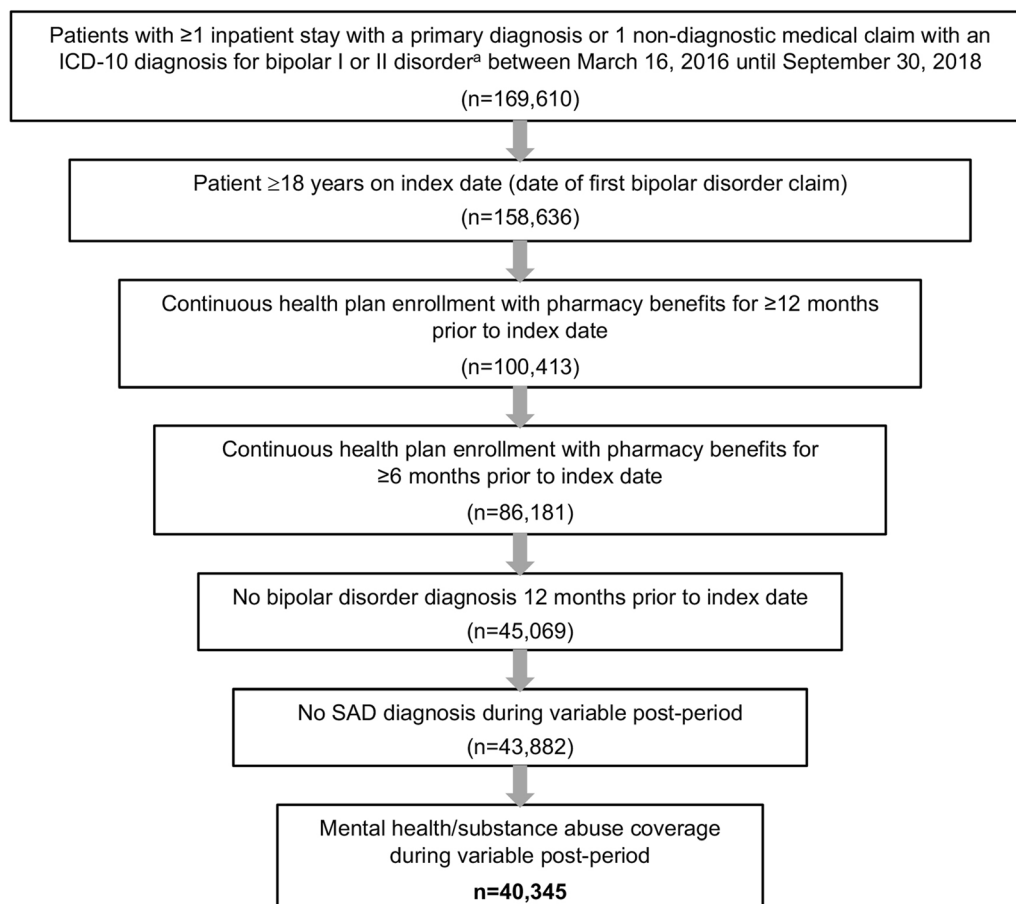 Patients with ≥1 inpatient stay with a primary diagnosis or 1 non-diagnostic medical claim with an
ICD-10 diagnosis for bipolar I or II disorderᵃ between March 16, 2016 until September 30, 2018
(n=169,610)
Patient ≥18 years on index date (date of first bipolar disorder claim)
(n=158,636)
Continuous health plan enrollment with pharmacy benefits for ≥12 months
prior to index date
(n=100,413)
Continuous health plan enrollment with pharmacy benefits for
≥6 months prior to index date
(n=86,181)
No bipolar disorder diagnosis 12 months prior to index date
(n=45,069)
No SAD diagnosis during variable post-period
(n=43,882)
Mental health/substance abuse coverage
during variable post-period
n=40,345